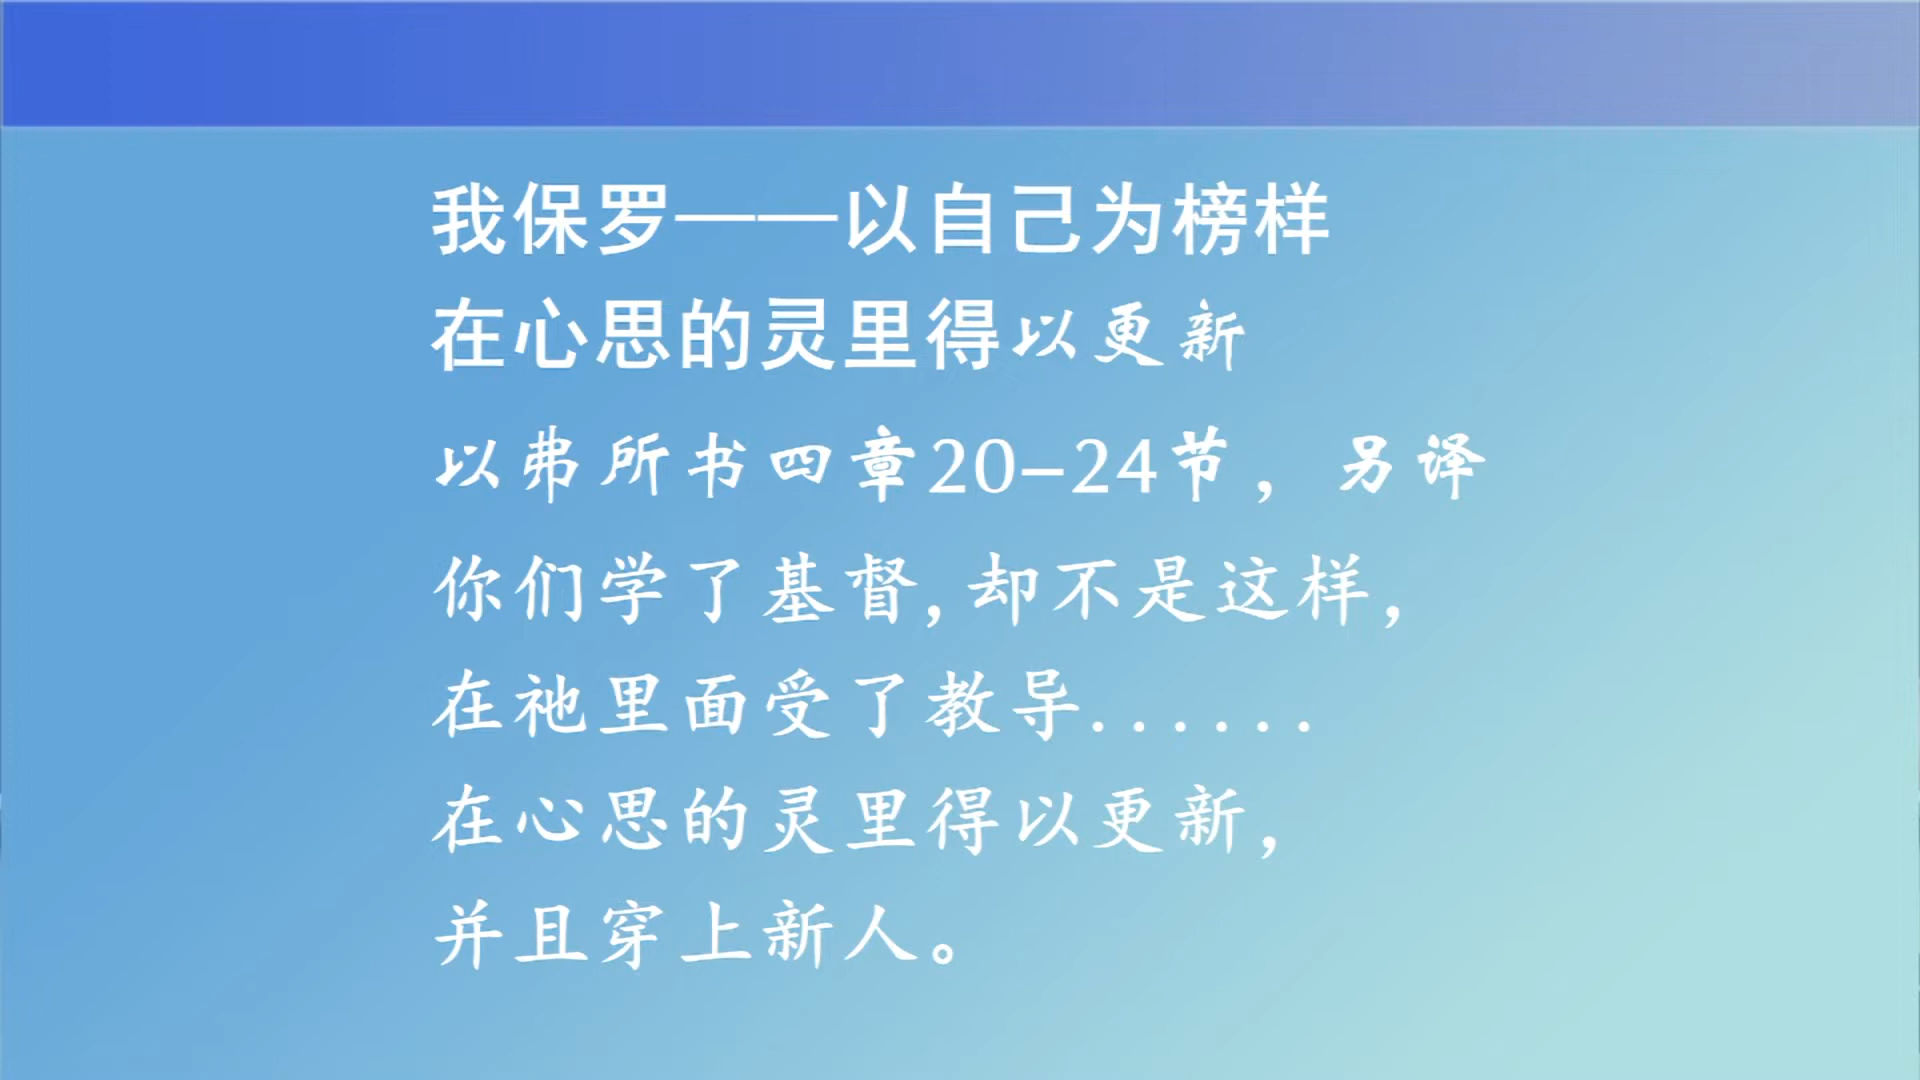 我保罗——以自己为榜样
在心思的灵里得以更新
以弗所书四章20-24节，另译
你们学了基督,却不是这样,
在祂里面受了教导......
在心思的灵里得以更新,
并且穿上新人。